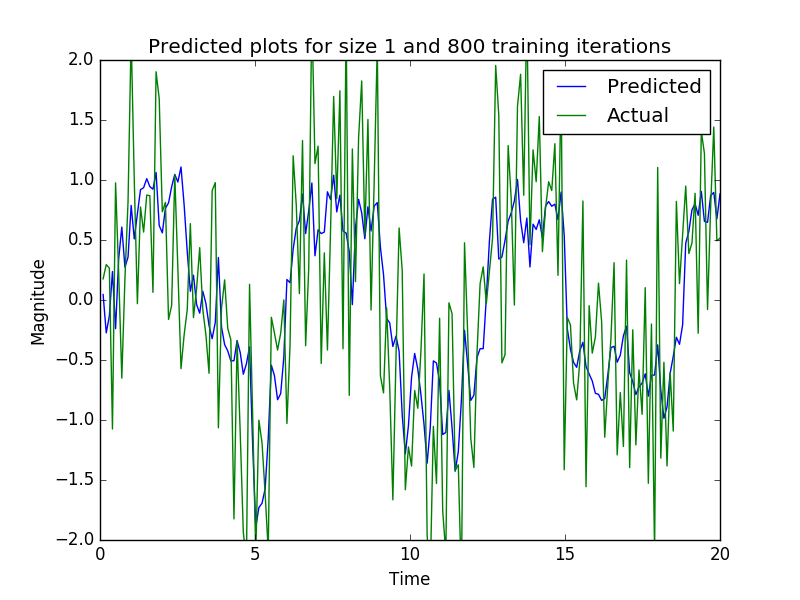 Predicted plots for size 1 and 800 training iterations
2.0
1.5
1.0
0.5
0.0
−0.5
−1.0
−1.5
−2.0
Magnitude
Predicted
Actual
0 5 10 15 20
Time